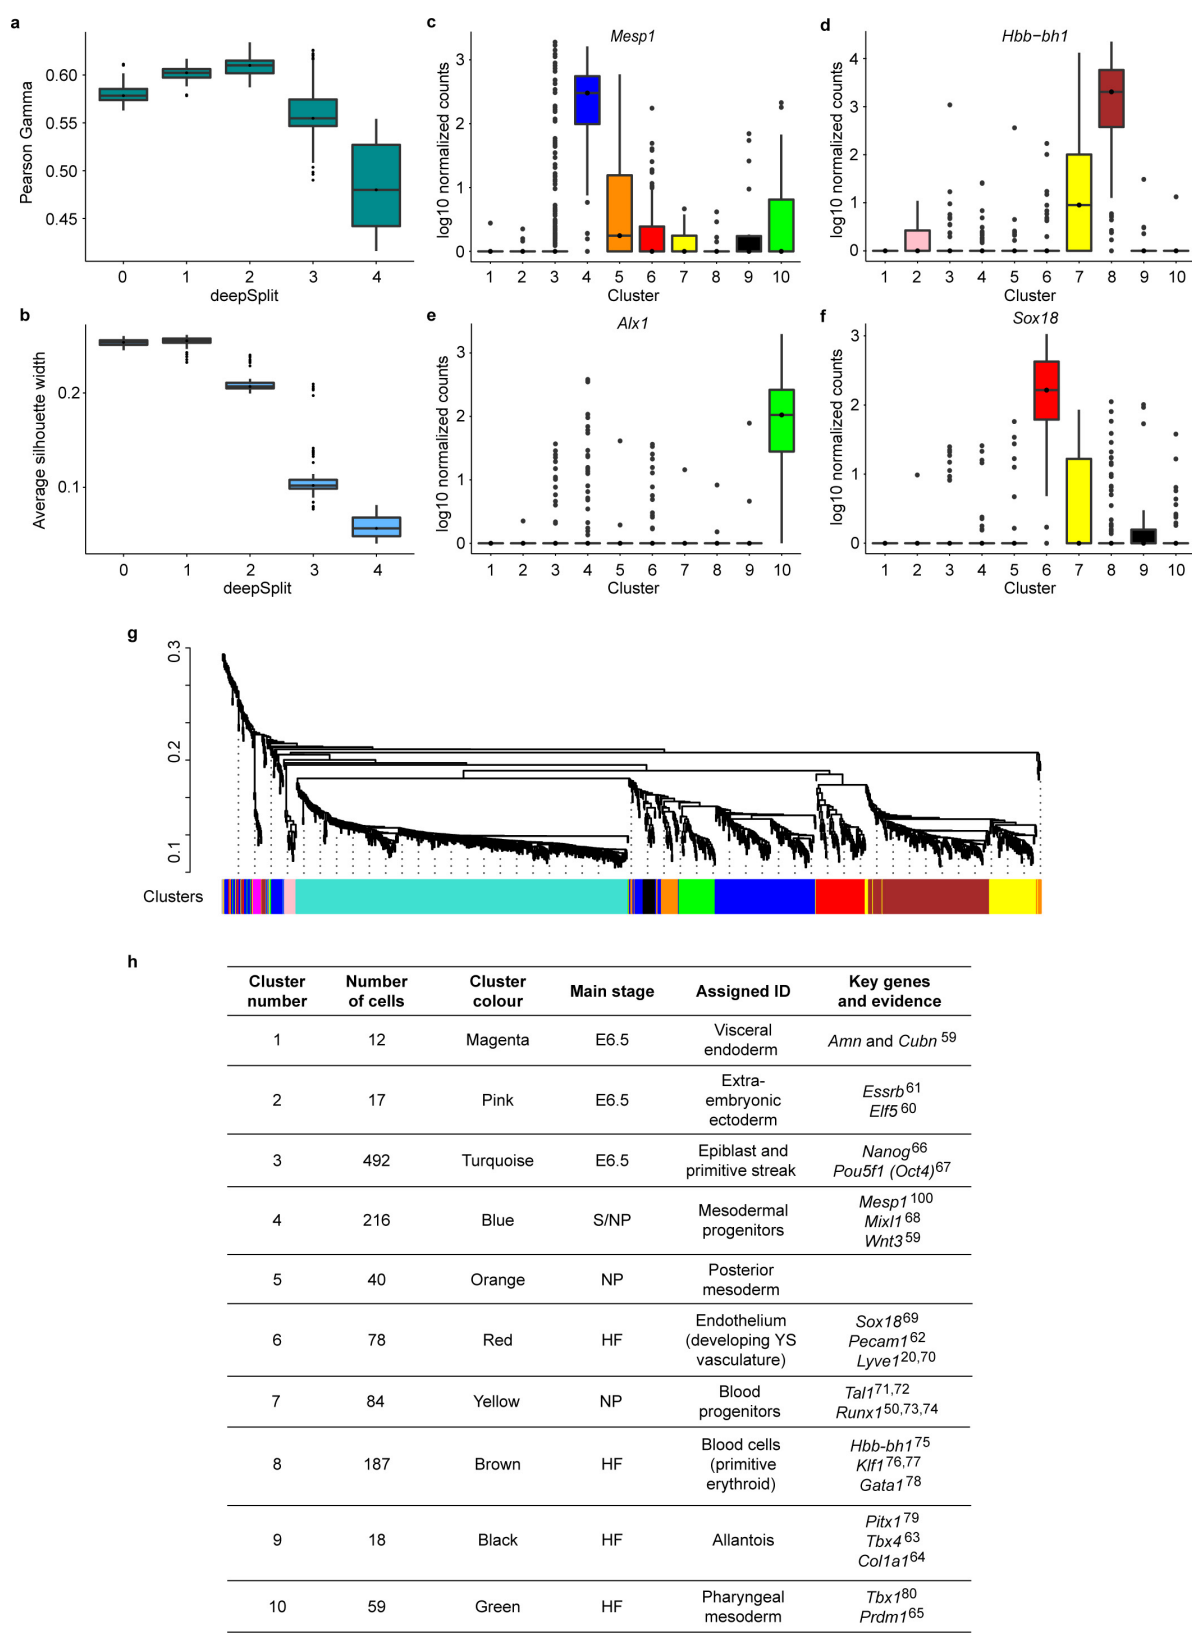 a
0.60
0.55
0.50
0.45
Pearson Gamma
0 1 2 3 4
deepSplit
b
0.2
0.1
Average silhouette width
0 1 2 3 4
deepSplit
c
Mesp1
3
2
1
0
log10 normalized counts
1 2 3 4 5 6 7 8 9 10
Cluster
d
Hbb−bh1
4
3
2
1
0
log10 normalized counts
1 2 3 4 5 6 7 8 9 10
Cluster
e
Alx1
3
2
1
0
log10 normalized counts
1 2 3 4 5 6 7 8 9 10
Cluster
f
Sox18
3
2
1
0
log10 normalized counts
1 2 3 4 5 6 7 8 9 10
Cluster
g
0.3
0.2
0.1
Clusters
h
Cluster number
Number of cells
Cluster colour
Main stage
Assigned ID
Key genes and evidence
1 12 Magenta E6.5 Visceral endoderm Amn and Cubn 59
2 17 Pink E6.5 Extra-embryonic ectoderm Essrb 61 Elf5 60
3 492 Turquoise E6.5 Epiblast and primitive streak Nanog 66 Pou5f1 (Oct4) 67
4 216 Blue S/NP Mesodermal progenitors Mesp1 100 Mixl1 68 Wnt3 59
5 40 Orange NP Posterior mesoderm
6 78 Red HF Endothelium (developing YS vasculature) Sox18 69 Pecam1 62 Lyve1 20,70
7 84 Yellow NP Blood progenitors Tal1 71,72 Runx1 50,73,74
8 187 Brown HF Blood cells (primitive erythroid) Hbb-bh1 75 Klf1 76,77 Gata1 78
9 18 Black HF Allantois Pitx1 79 Tbx4 63 Col1a1 64
10 59 Green HF Pharyngeal mesoderm Tbx1 80 Prdm1 65